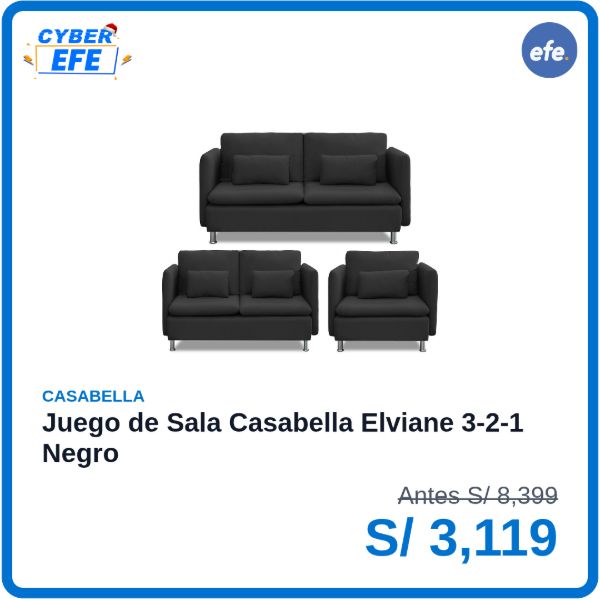 CYBER
EFE
efe.
CASABELLA
Juego de Sala Casabella Elviane 3-2-1
Negro
Antes S/ 8,399
S/ 3,119